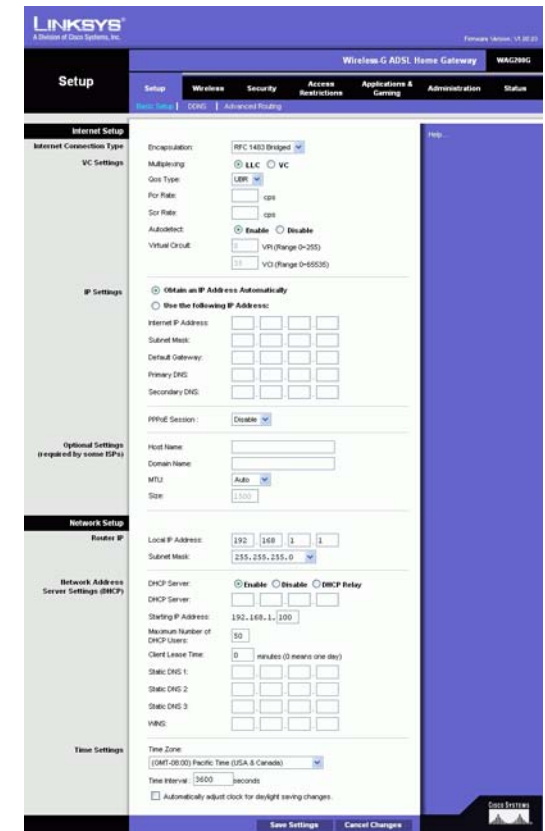 LINKSYS®
A Division of Cisco Systems, Inc.
Firmware Version: V1.00.03
Wireless-G ADSL Home Gateway WAG200G
Setup
Setup Wireless Security Access Restrictions Applications & Gaming Administration Status
Basic Setup | DDNS | Advanced Routing
Internet Setup
Help...
Internet Connection Type Encapsulation: RFC 1483 Bridged
VC Settings Multiplexing: LLC VC
Qos Type: UBR
Pcr Rate: cps
Scr Rate: cps
Autodetect: Enable Disable
Virtual Circuit: VPI (Range 0~255)
VCI (Range 0~65535)
IP Settings Obtain an IP Address Automatically
Use the following IP Address:
Internet IP Address:
Subnet Mask:
Default Gateway:
Primary DNS:
Secondary DNS:
PPPoE Session : Disable
Optional Settings (required by some ISPs) Host Name:
Domain Name:
MTU: Auto
Size: 1500
Network Setup
Router IP Local IP Address: 192 . 168 . 1 . 1
Subnet Mask: 255.255.255.0
Network Address Server Settings (DHCP) DHCP Server: Enable Disable DHCP Relay
DHCP Server:
Starting IP Address: 192.168.1. 100
Maximum Number of DHCP Users: 50
Client Lease Time: 0 minutes (0 means one day)
Static DNS 1:
Static DNS 2
Static DNS 3
WINS:
Time Settings Time Zone:
(GMT-08:00) Pacific Time (USA & Canada)
Time Interval : 3600 seconds
Automatically adjust clock for daylight saving changes.
Save Settings Cancel Changes
CISCO SYSTEMS